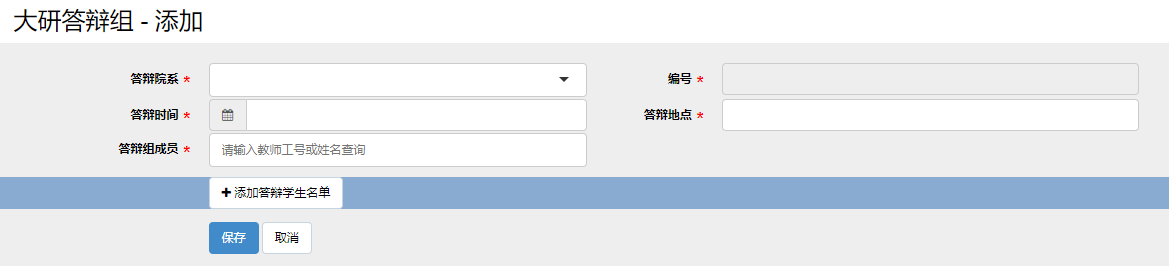 大研答辩组 - 添加
答辩院系 *
编号 *
答辩时间 *
答辩地点 *
答辩组成员 * 请输入教师工号或姓名查询
+ 添加答辩学生名单
保存 取消